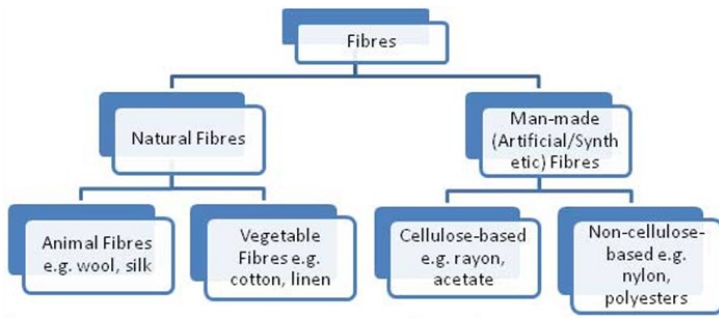 Fibres
Natural Fibres
Man-made
(Artificial/Synth
etic) Fibres
Animal Fibres
e.g. wool, silk
Vegetable
Fibres e.g.
cotton, linen
Cellulose-based
e.g. rayon,
acetate
Non-cellulose-
based e.g.
nylon,
polyesters